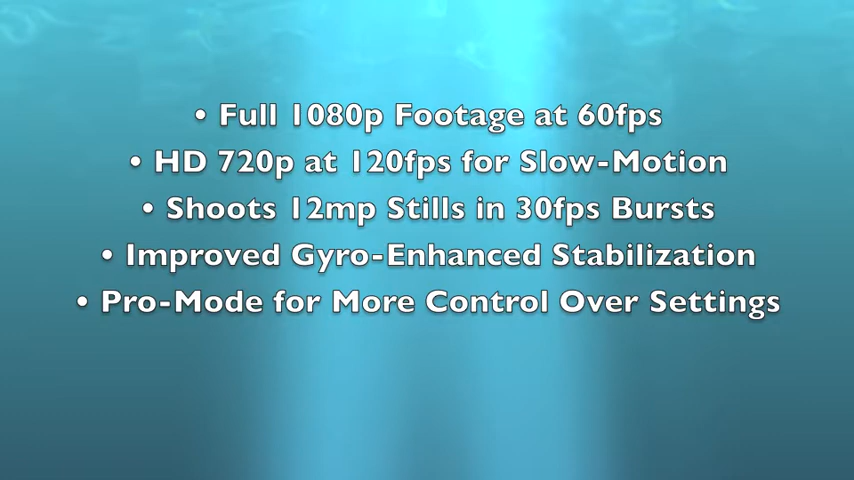 • Full 1080p Footage at 60fps
• HD 720p at 120fps for Slow-Motion
• Shoots 12mp Stills in 30fps Bursts
• Improved Gyro-Enhanced Stabilization
• Pro-Mode for More Control Over Settings